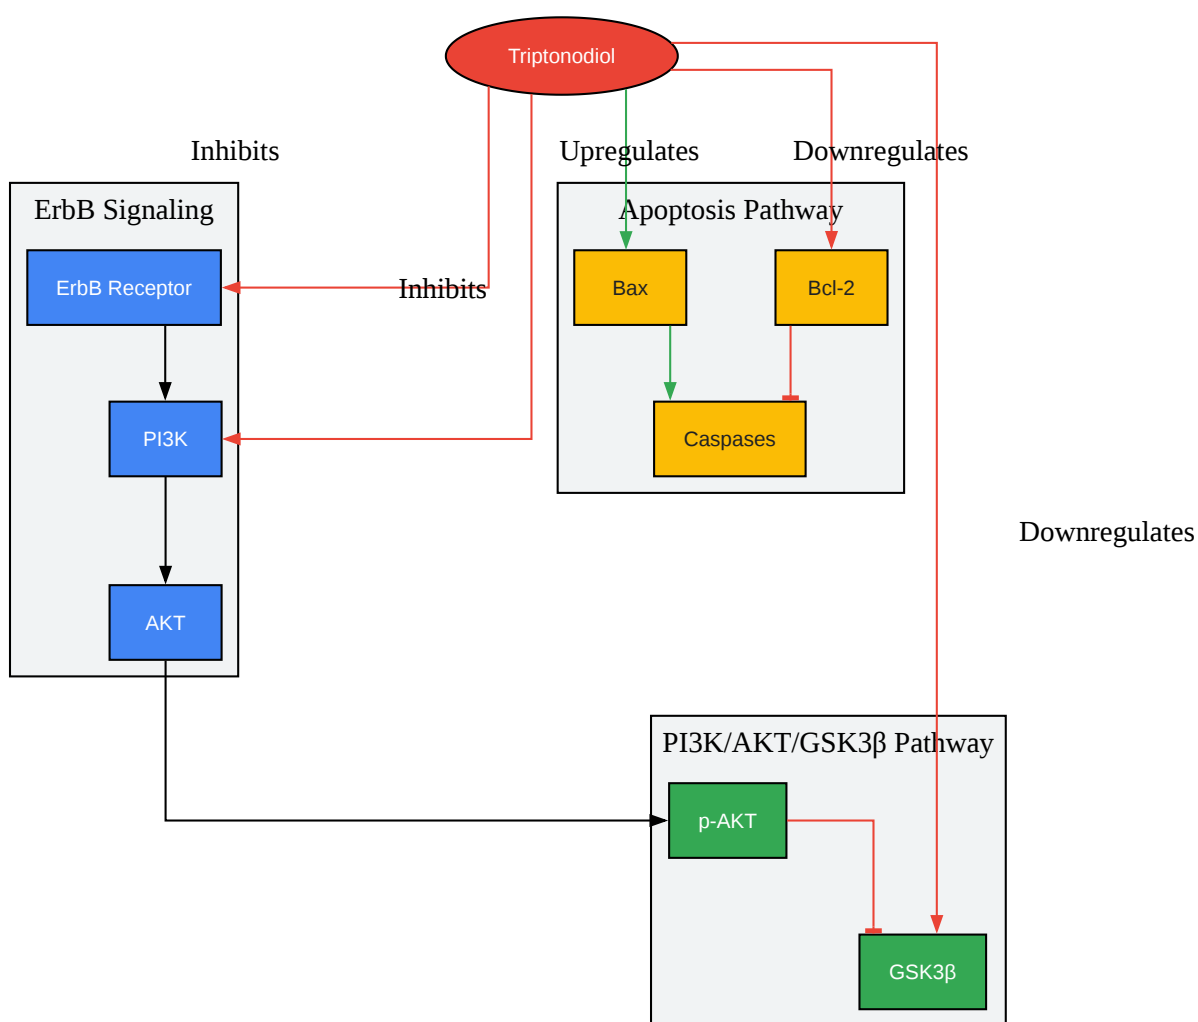 Triptonodiol
Inhibits
Upregulates
Downregulates
ErbB Signaling
Apoptosis Pathway
ErbB Receptor
Inhibits
Bax
Bcl-2
PI3K
Caspases
Downregulates
AKT
PI3K/AKT/GSK3β Pathway
p-AKT
GSK3β